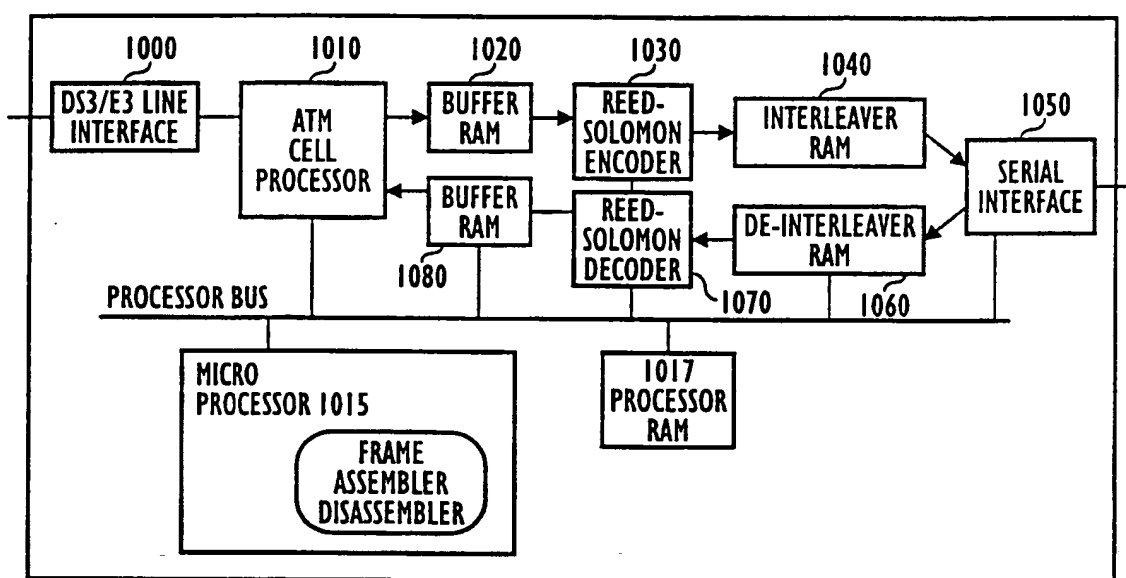 1000
1010
1020
1030
1040
1050
DS3/E3 LINE
INTERFACE
ATM
CELL
PROCESSOR
BUFFER
RAM
REED-
SOLOMON
ENCODER
INTERLEAVER
RAM
SERIAL
INTERFACE
BUFFER
RAM
1080
REED-
SOLOMON
DECODER
1070
DE-INTERLEAVER
RAM
1060
PROCESSOR BUS
MICRO
PROCESSOR 1015
FRAME
ASSEMBLER
DISASSEMBLER
1017
PROCESSOR
RAM